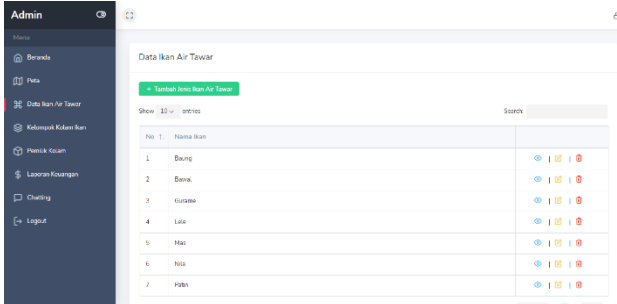 Admin
Menu
Beranda
Peta
Data Ikan Air Tawar
Kelompok Kolam Ikan
Pemilik Kolam
Laporan Keuangan
Chatting
Logout
Data Ikan Air Tawar
+ Tambah Jenis Ikan Air Tawar
Show 10 entries
Search:
No. Nama Ikan
1 Baung
2 Bawal
3 Gurame
4 Lele
5 Mas
6 Nila
7 Patin